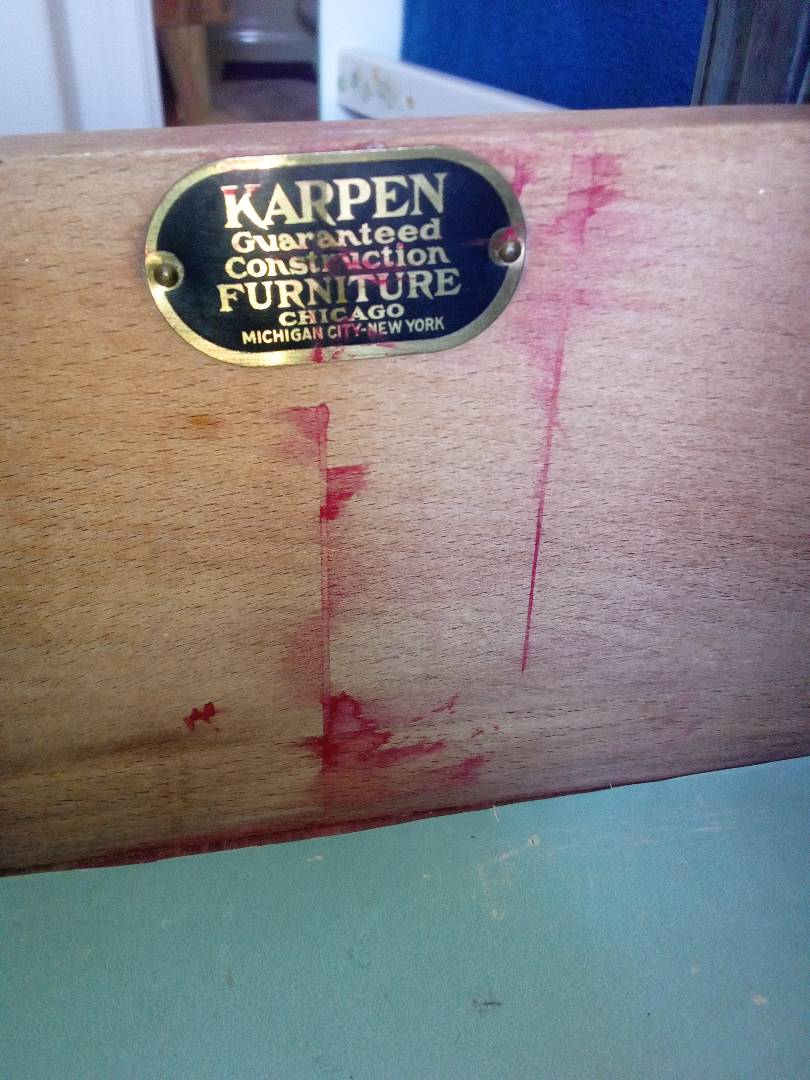 KARPEN
Guaranteed
Construction
FURNITURE
CHICAGO
MICHIGAN CITY-NEW YORK